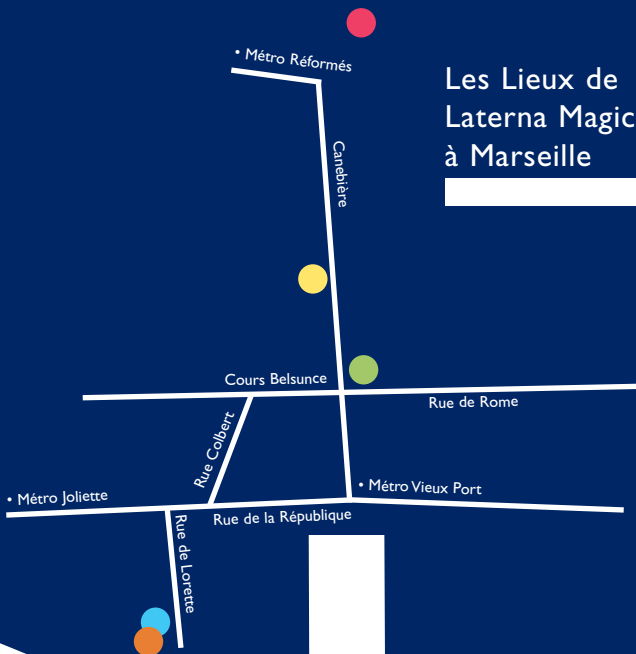 • Métro Réformés
Les Lieux de
Laterna Magic
à Marseille
Canebière
Cours Belsunce
Rue de Rome
Rue Colbert
• Métro Joliette
• Métro Vieux Port
Rue de la République
Rue de Lorette